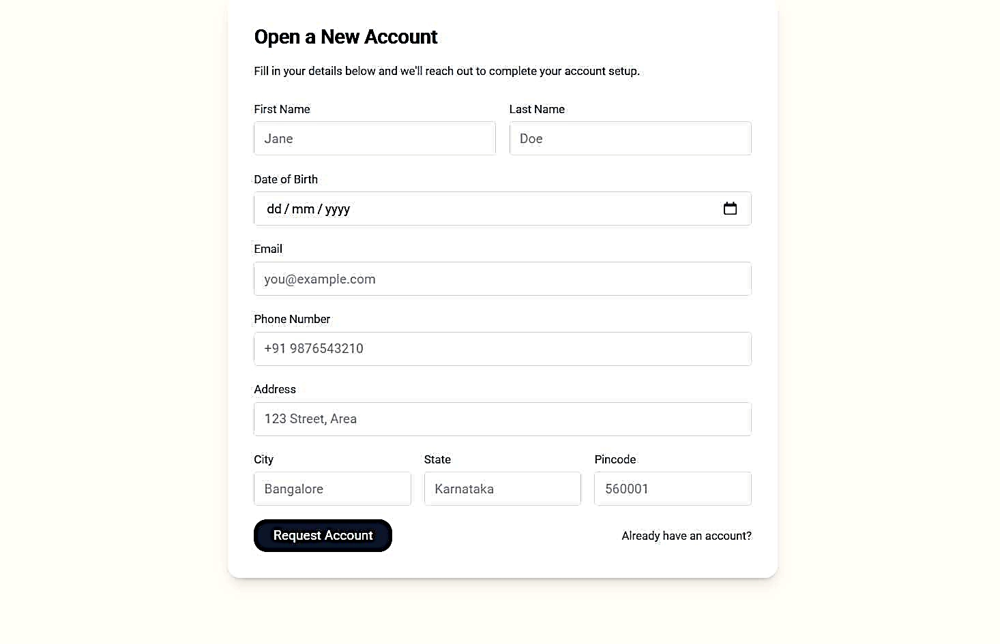 Open a New Account
Fill in your details below and we'll reach out to complete your account setup.
First Name Last Name
Jane Doe
Date of Birth
dd / mm / yyyy
Email
you@example.com
Phone Number
+91 9876543210
Address
123 Street, Area
City State Pincode
Bangalore Karnataka 560001
Request Account Already have an account?